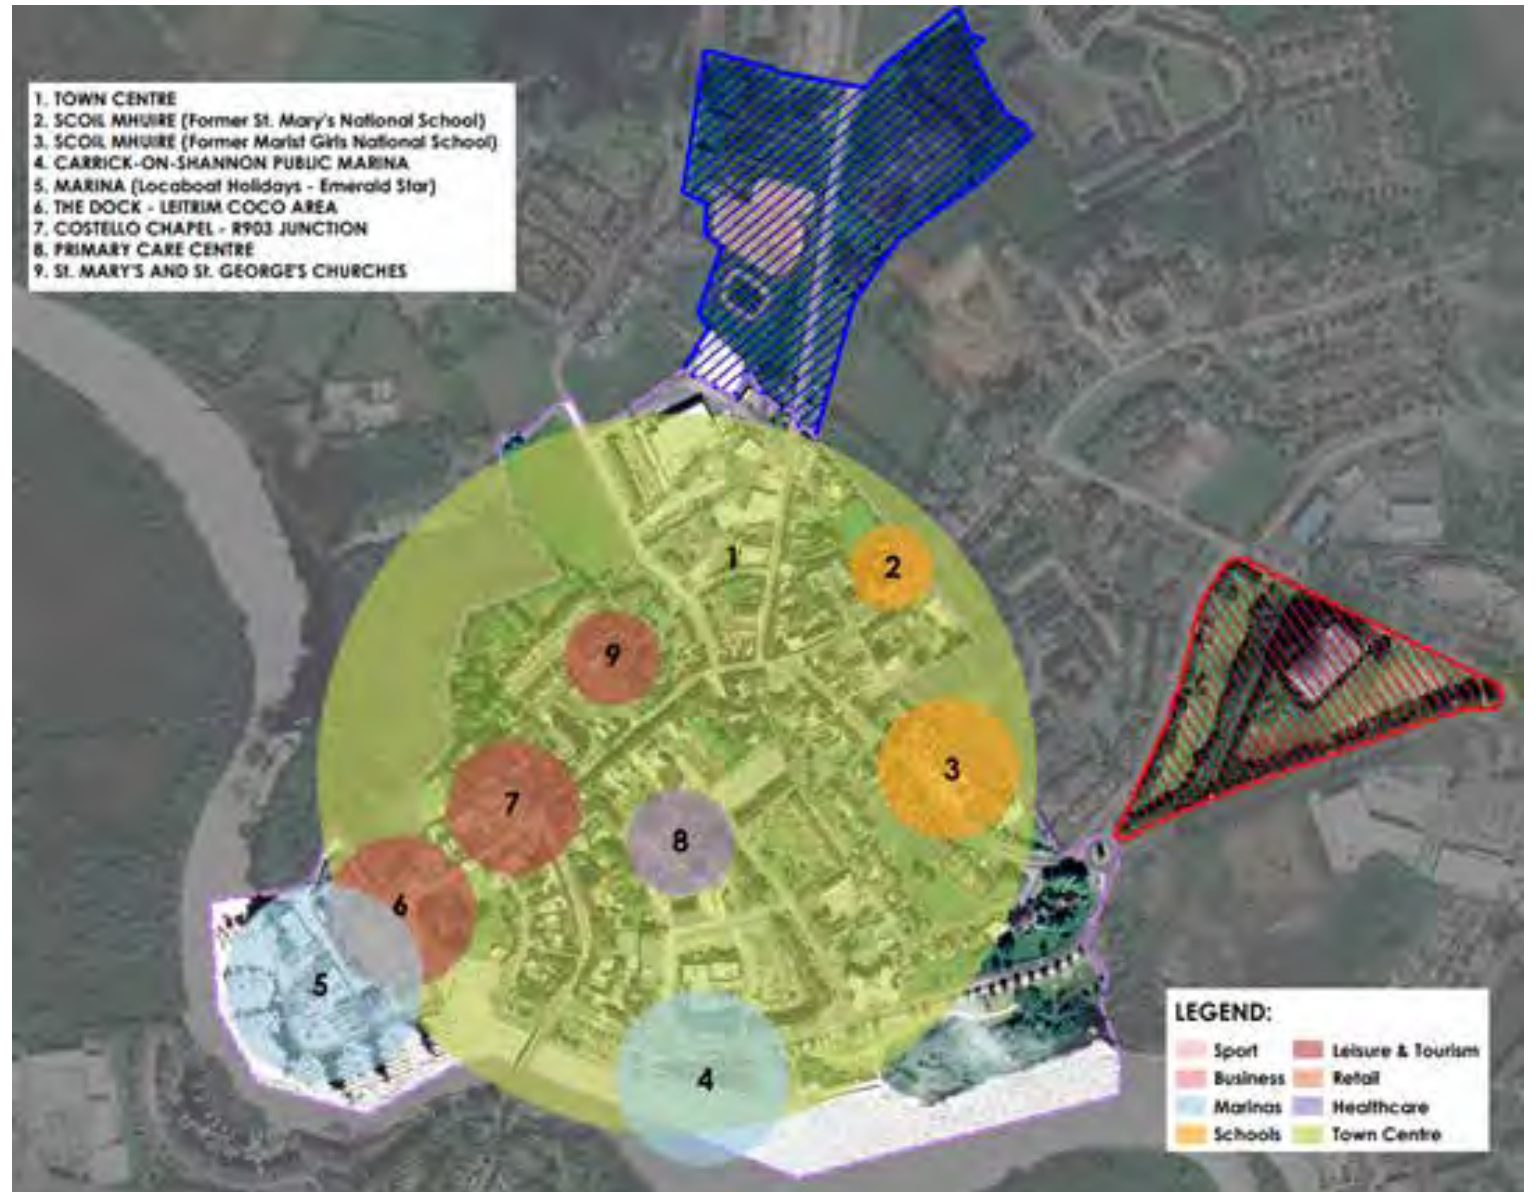 1. TOWN CENTRE
2. SCOIL MHUIRE (Former St. Mary's National School)
3. SCOIL MHUIRE (Former Marist Girls National School)
4. CARRICK-ON-SHANNON PUBLIC MARINA
5. MARINA (Locaboat Holidays - Emerald Star)
6. THE DOCK - LEITRIM COCO AREA
7. COSTELLO CHAPEL - R903 JUNCTION
8. PRIMARY CARE CENTRE
9. St. MARY'S AND St. GEORGE'S CHURCHES
1
2
9
3
7
8
6
5
4
LEGEND:
Sport Leisure & Tourism
Business Retail
Marinas Healthcare
Schools Town Centre